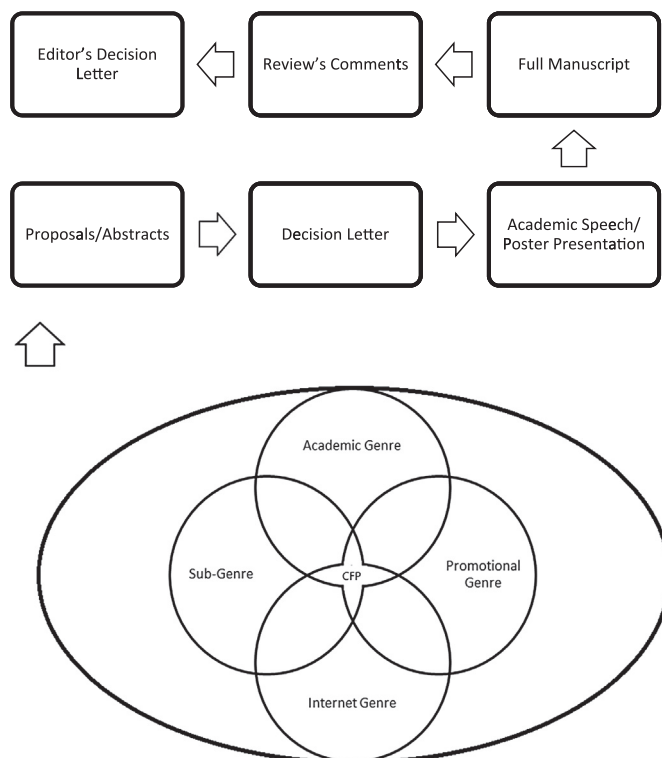 Editor's Decision
Letter
Review's Comments
Full Manuscript
Proposals/Abstracts
Decision Letter
Academic Speech/
Poster Presentation
Academic Genre
Sub-Genre
CFP
Promotional
Genre
Internet Genre